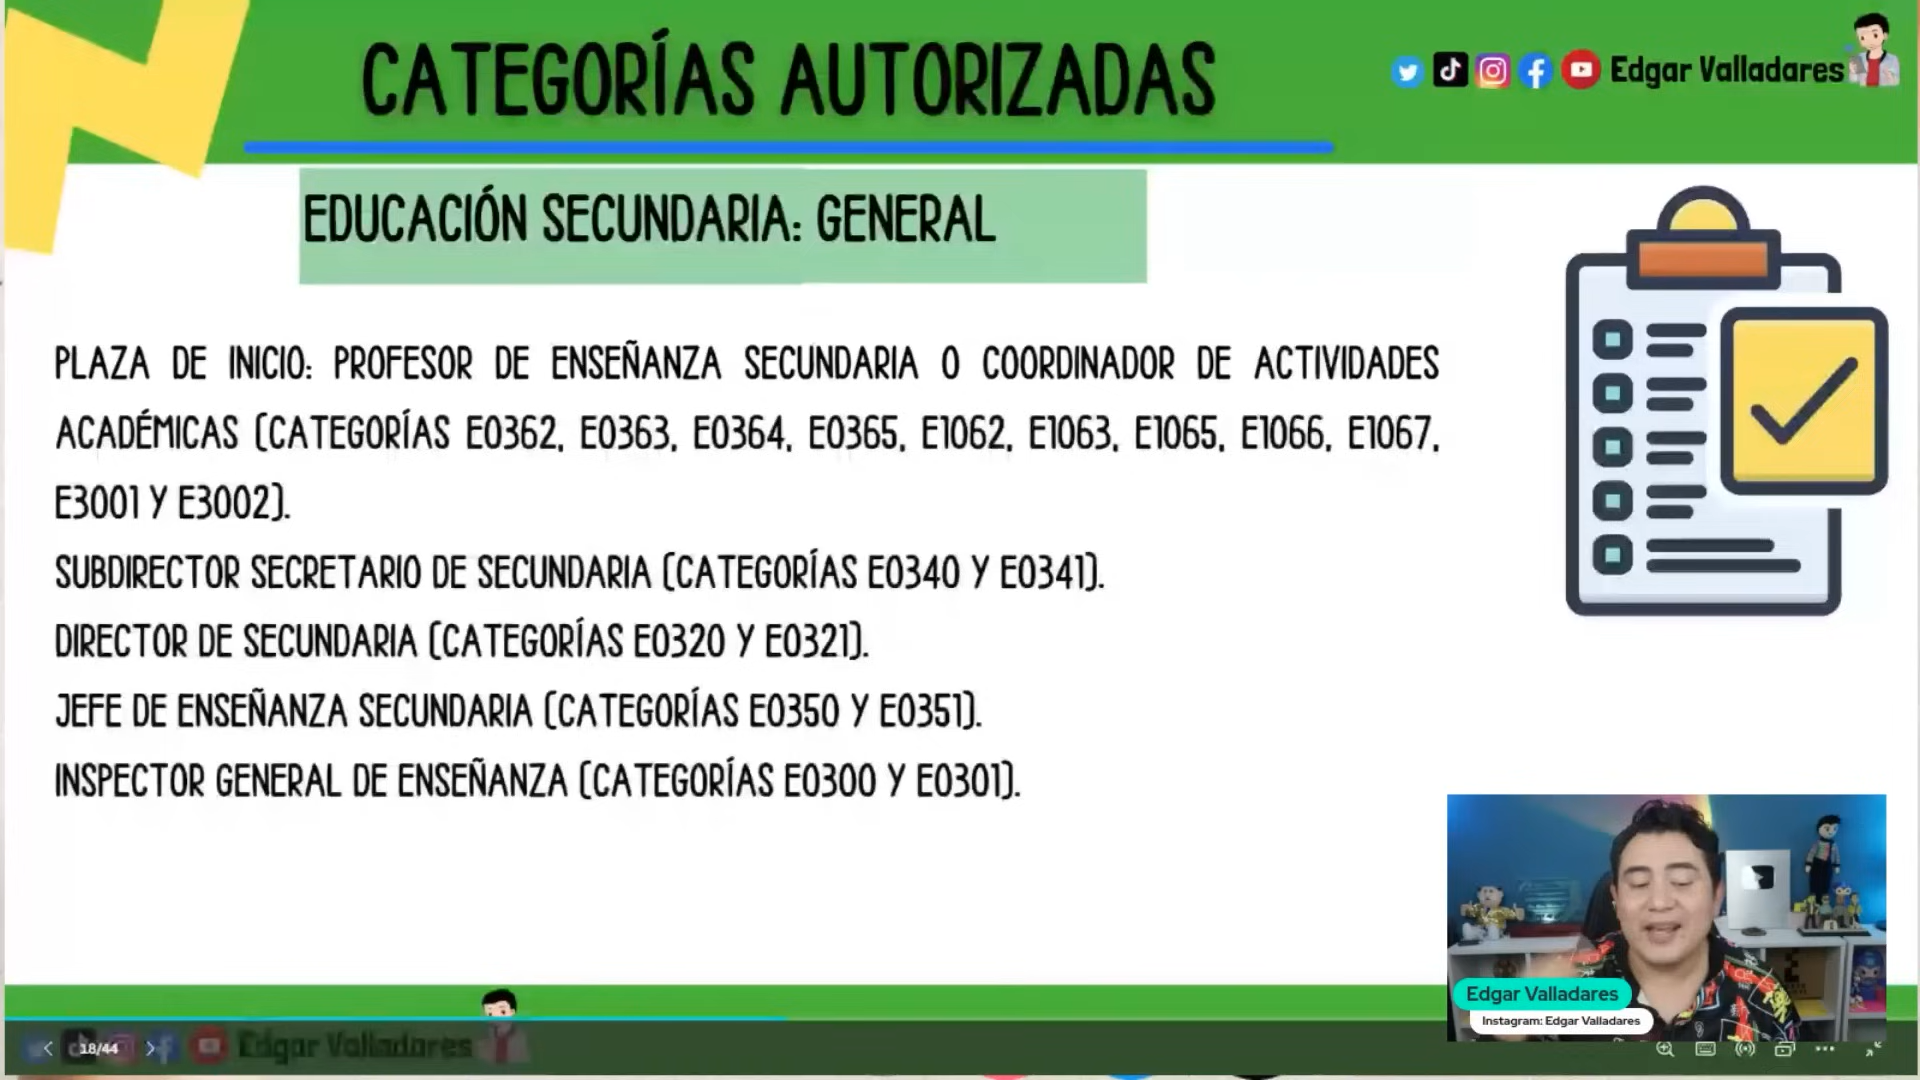 CATEGORÍAS AUTORIZADAS
Edgar Valladares
EDUCACIÓN SECUNDARIA: GENERAL
PLAZA DE INICIO: PROFESOR DE ENSEÑANZA SECUNDARIA O COORDINADOR DE ACTIVIDADES
ACADÉMICAS (CATEGORÍAS E0362, E0363, E0364, E0365, E1062, E1063, E1065, E1066, E1067,
E3001 Y E3002).
SUBDIRECTOR SECRETARIO DE SECUNDARIA (CATEGORÍAS E0340 Y E0341).
DIRECTOR DE SECUNDARIA (CATEGORÍAS E0320 Y E0321).
JEFE DE ENSEÑANZA SECUNDARIA (CATEGORÍAS E0350 Y E0351).
INSPECTOR GENERAL DE ENSEÑANZA (CATEGORÍAS E0300 Y E0301).
Edgar Valladares
Instagram: Edgar Valladares
18/44
Edgar Valladares